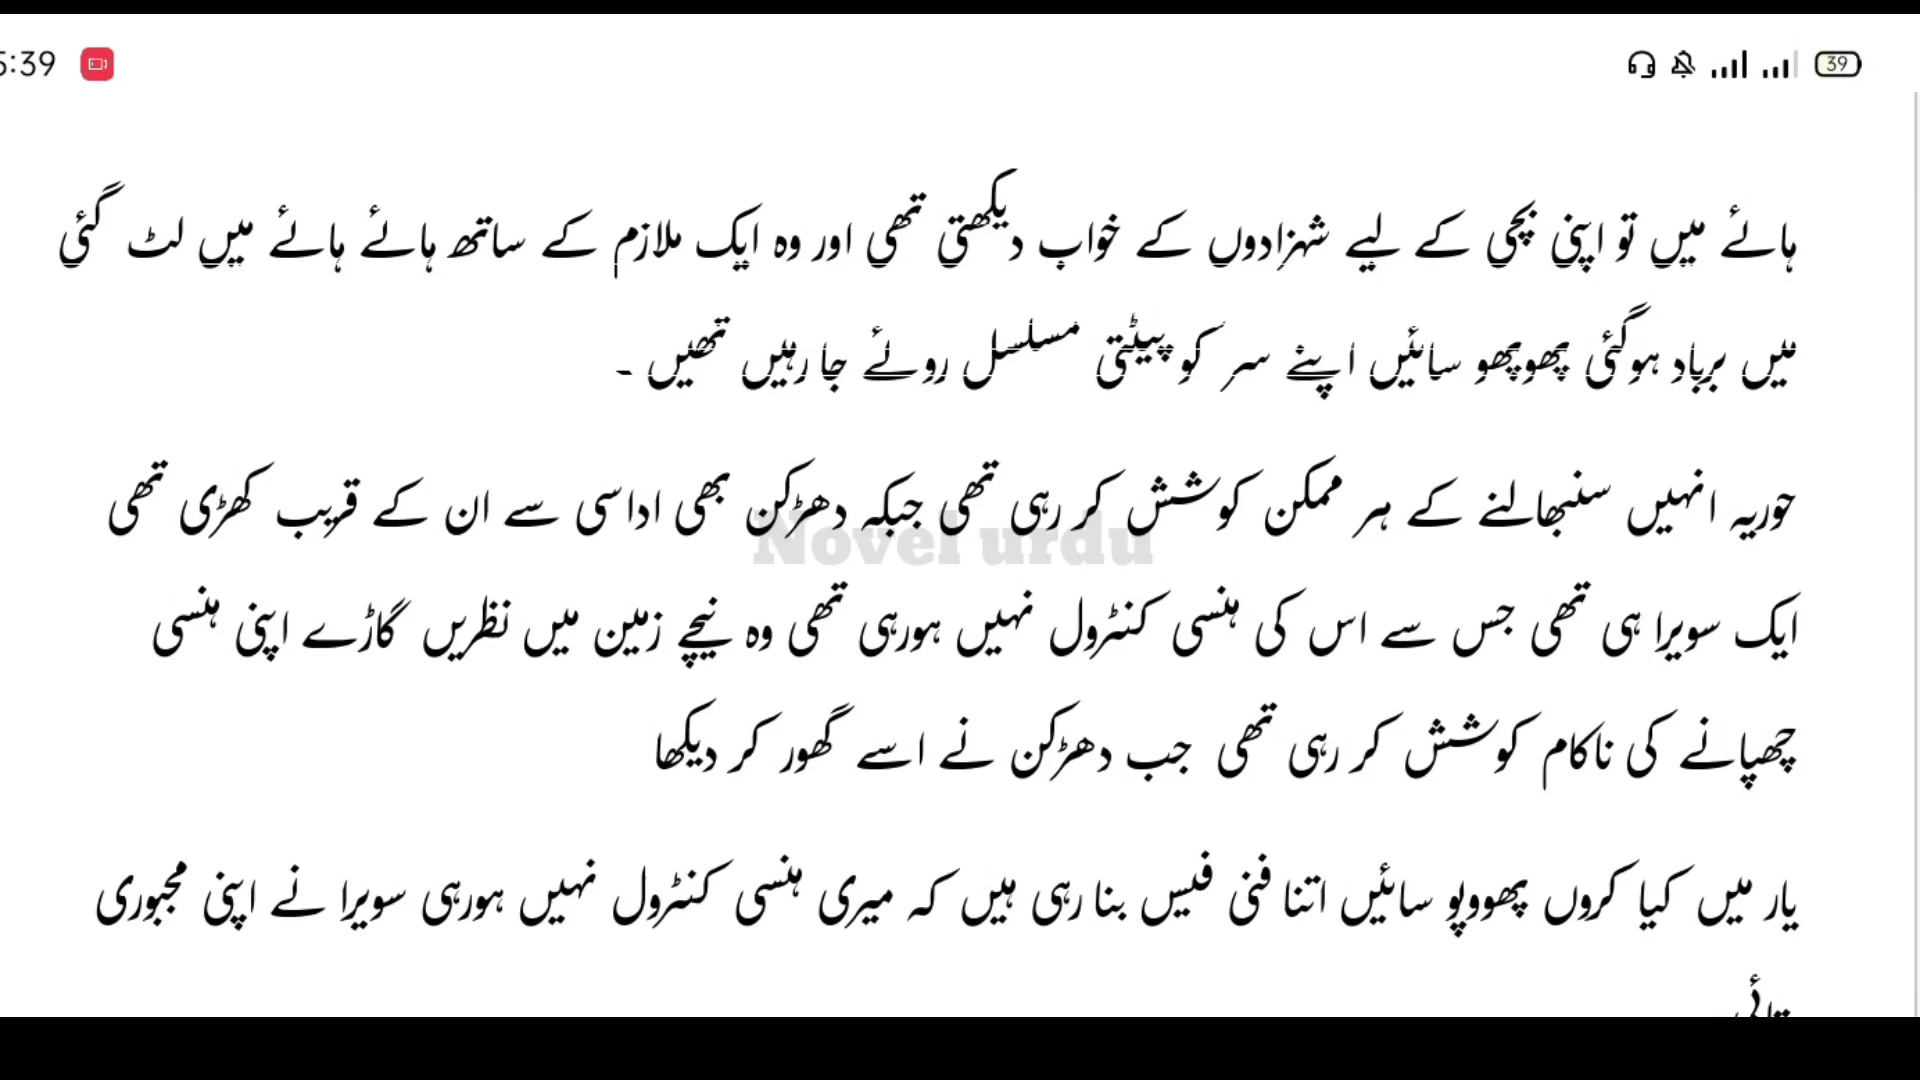 5:39
39
ہائے میں تو اپنی بچی کے لیے شہزادوں کے خواب دیکھتی تھی اور وہ ایک ملازم کے ساتھ ہائے ہائے میں لٹ گئی
میں برباد ہوگئی پھوپھو سائیں اپنے سر کو پیٹتی مسلسل روئے جا رہیں تھیں ۔
حوریہ انہیں سنبھالنے کے ہر ممکن کوشش کر رہی تھی جبکہ دھڑکن بھی اداسی سے ان کے قریب کھڑی تھی
Novel urdu
ایک سویرا ہی تھی جس سے اس کی ہنسی کنٹرول نہیں ہورہی تھی وہ نیچے زمین میں نظریں گاڑے اپنی ہنسی
چھپانے کی ناکام کوشش کر رہی تھی جب دھڑکن نے اسے گھور کر دیکھا
یار میں کیا کروں پھووپو سائیں اتنا فنی فیس بنا رہی ہیں کہ میری ہنسی کنٹرول نہیں ہورہی سویرا نے اپنی مجبوری